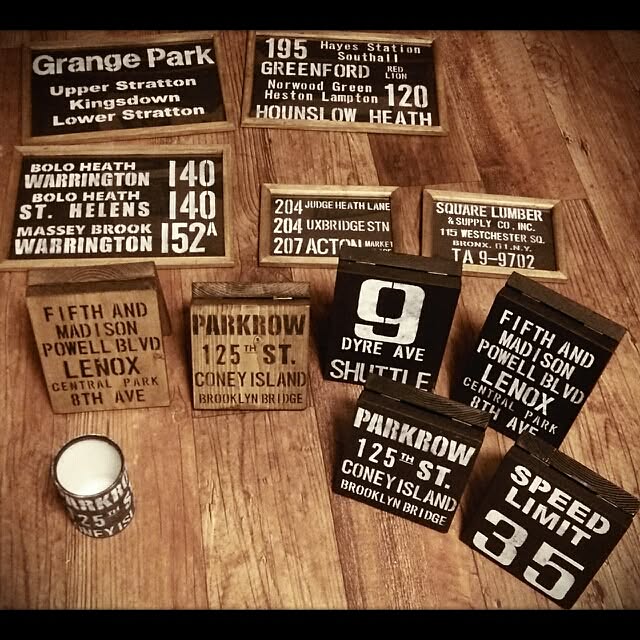 Grange Park
Upper Stratton
Kingsdown
Lower Stratton
195 Hayes Station
Southall
GREENFORD RED LION
Norwood Green
Heston Lampton 120
HOUNSLOW HEATH
BOLO HEATH
WARRINGTON 140
BOLO HEATH
ST. HELENS 140
MASSEY BROOK
WARRINGTON 152A
204 JUDGE HEATH LANE
204 UXBRIDGE STN
207 ACTON MARKET
SQUARE LUMBER
& SUPPLY CO, INC.
115 WESTCHESTER SQ.
BRONX. 61.N.Y.
TA 9-9702
FIFTH AND
MADISON
POWELL BLVD
LENOX
CENTRAL PARK
8TH AVE
PARKROW
125TH ST.
CONEY ISLAND
BROOKLYN BRIDGE
9
DYRE AVE
SHUTTLE
FIFTH AND
MADISON
POWELL BLVD
LENOX
CENTRAL PARK
8TH AVE
PARKROW
125TH ST.
CONEY ISLAND
BROOKLYN BRIDGE
SPEED
LIMIT
35
PARKR
25TH
NEY IS